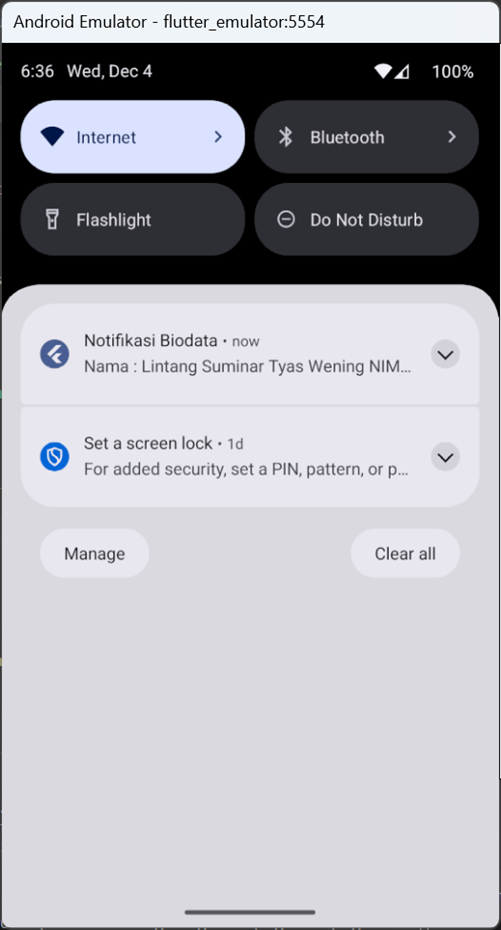 Android Emulator - flutter_emulator:5554
6:36 Wed, Dec 4 100%
Internet
Bluetooth
Flashlight
Do Not Disturb
Notifikasi Biodata • now
Nama : Lintang Suminar Tyas Wening NIM...
Set a screen lock • 1d
For added security, set a PIN, pattern, or p...
Manage
Clear all